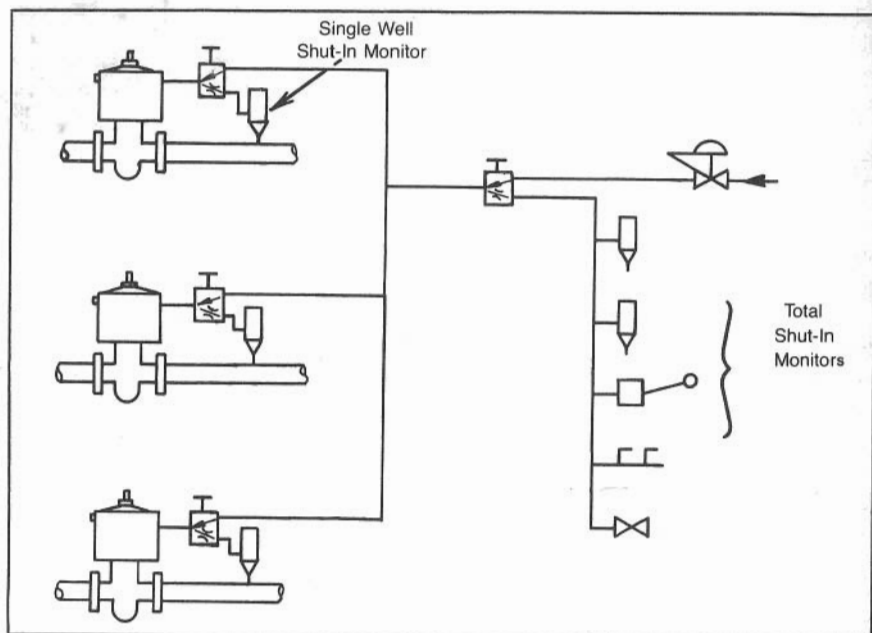 Single Well
Shut-In Monitor
Total
Shut-In
Monitors